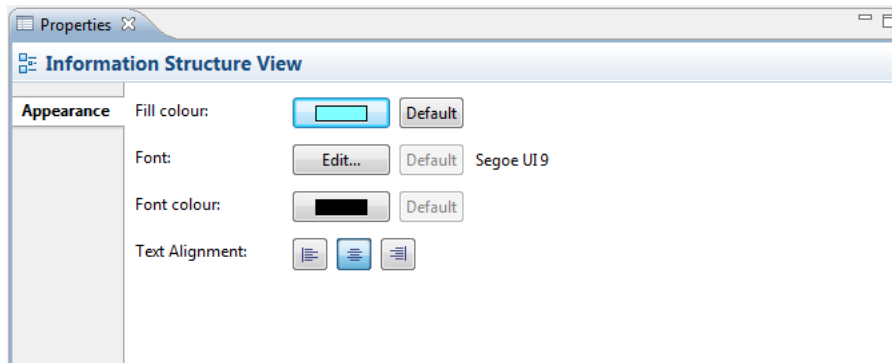 Properties
Information Structure View
Appearance
Fill colour: Default
Font: Edit... Default Segoe UI 9
Font colour: Default
Text Alignment: